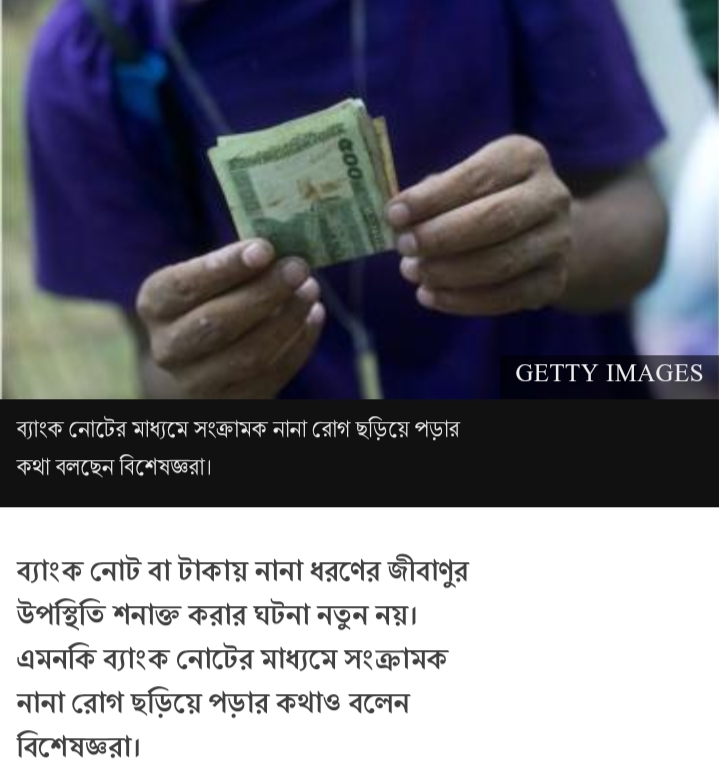 ৫০০
GETTY IMAGES
ব্যাংক নোটের মাধ্যমে সংক্রামক নানা রোগ ছড়িয়ে পড়ার
কথা বলছেন বিশেষজ্ঞরা।
ব্যাংক নোট বা টাকায় নানা ধরণের জীবাণুর
উপস্থিতি শনাক্ত করার ঘটনা নতুন নয়।
এমনকি ব্যাংক নোটের মাধ্যমে সংক্রামক
নানা রোগ ছড়িয়ে পড়ার কথাও বলেন
বিশেষজ্ঞরা।